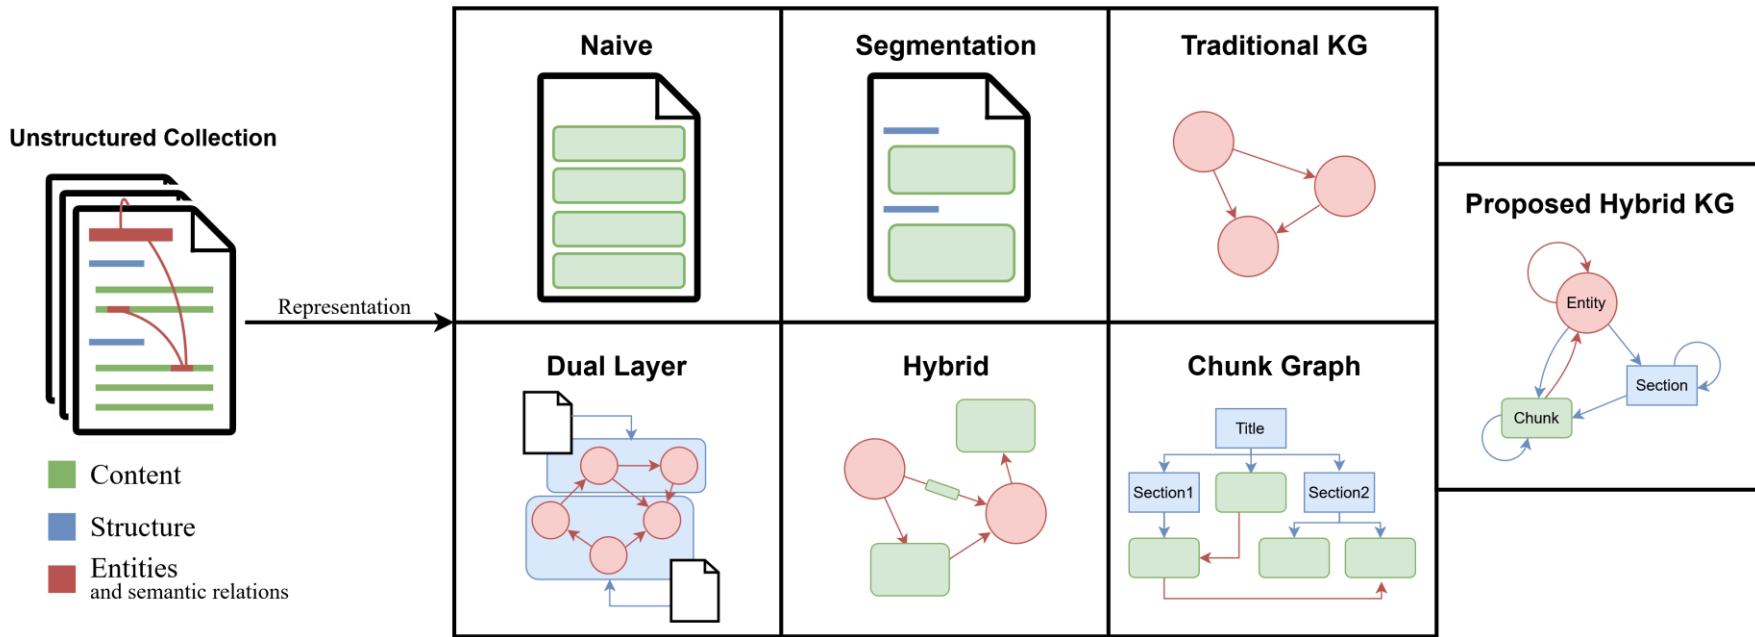 Unstructured Collection
Content
Structure
Entities
and semantic relations
Representation
Naive
Segmentation
Traditional KG
Dual Layer
Hybrid
Chunk Graph
Title
Section1
Section2
Proposed Hybrid KG
Entity
Section
Chunk